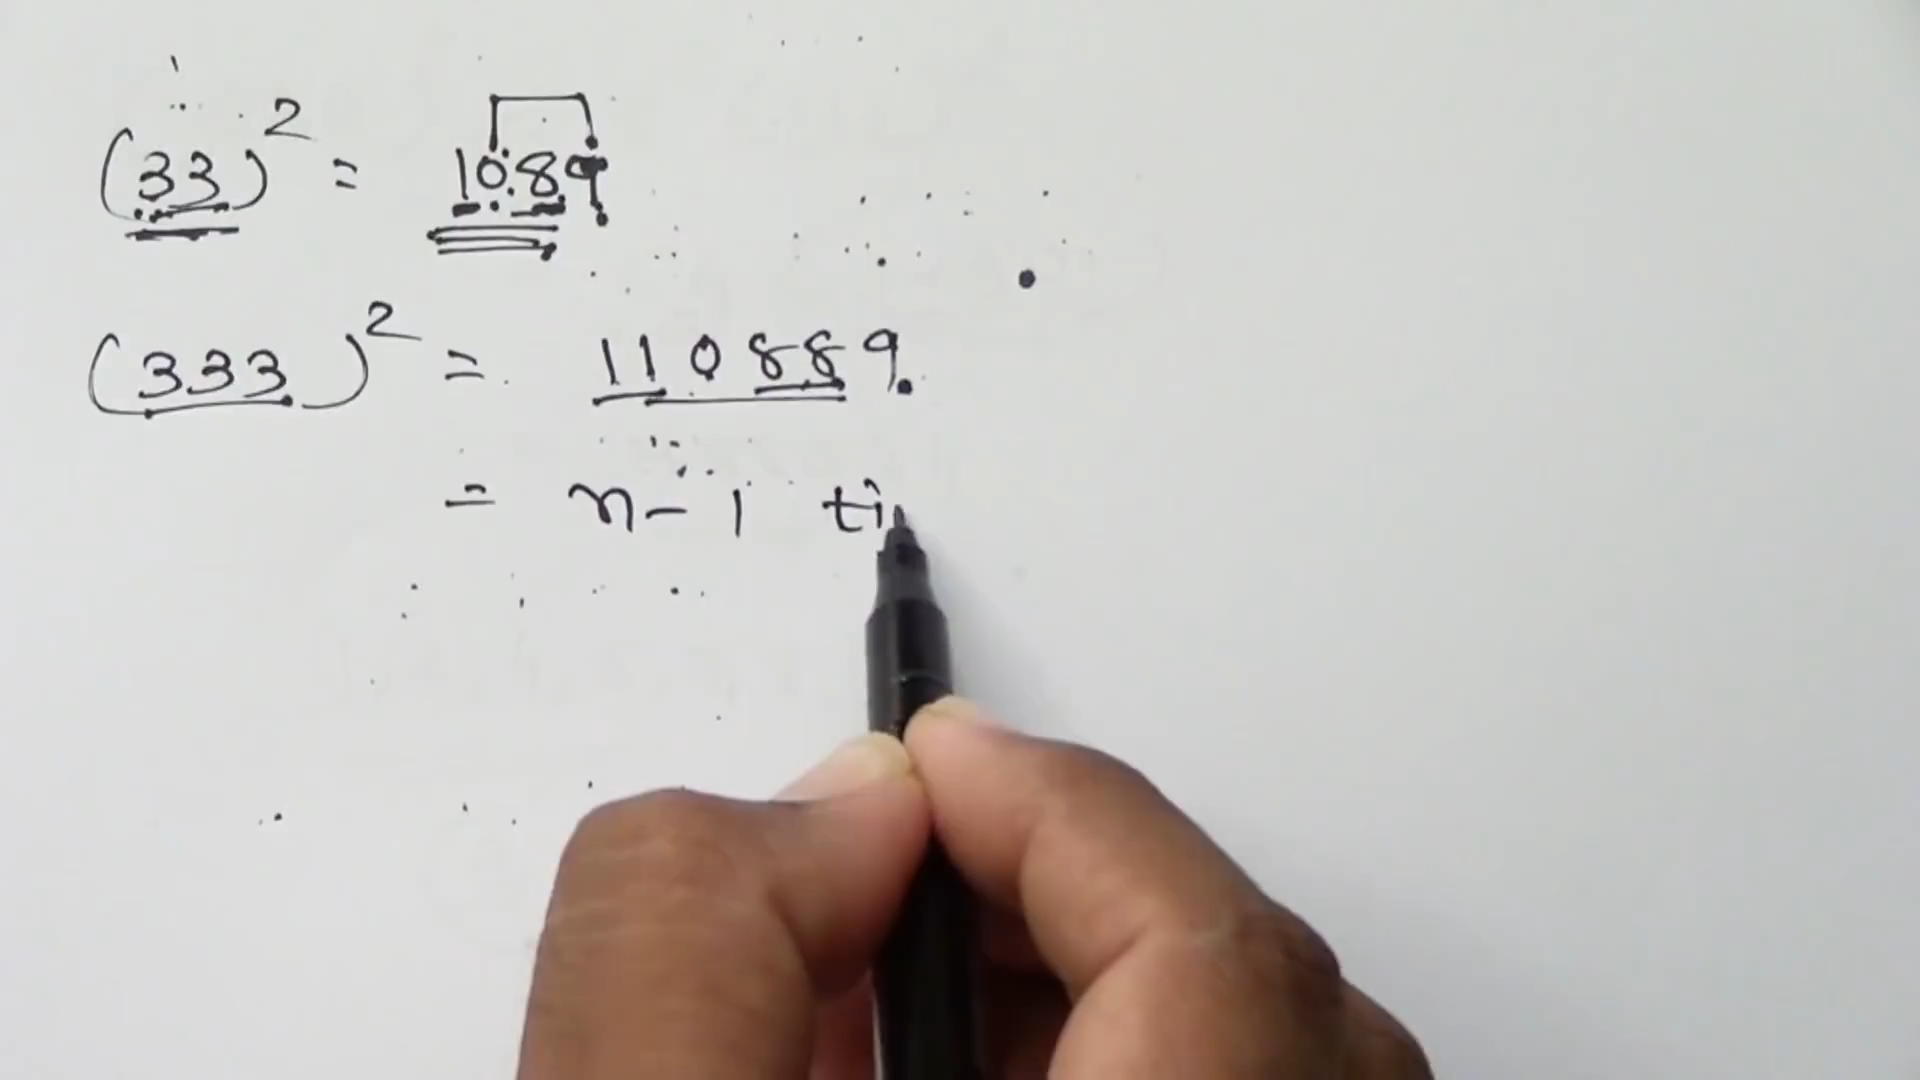 (33)² = 1089
(333)² = 110889
= n-1 ti